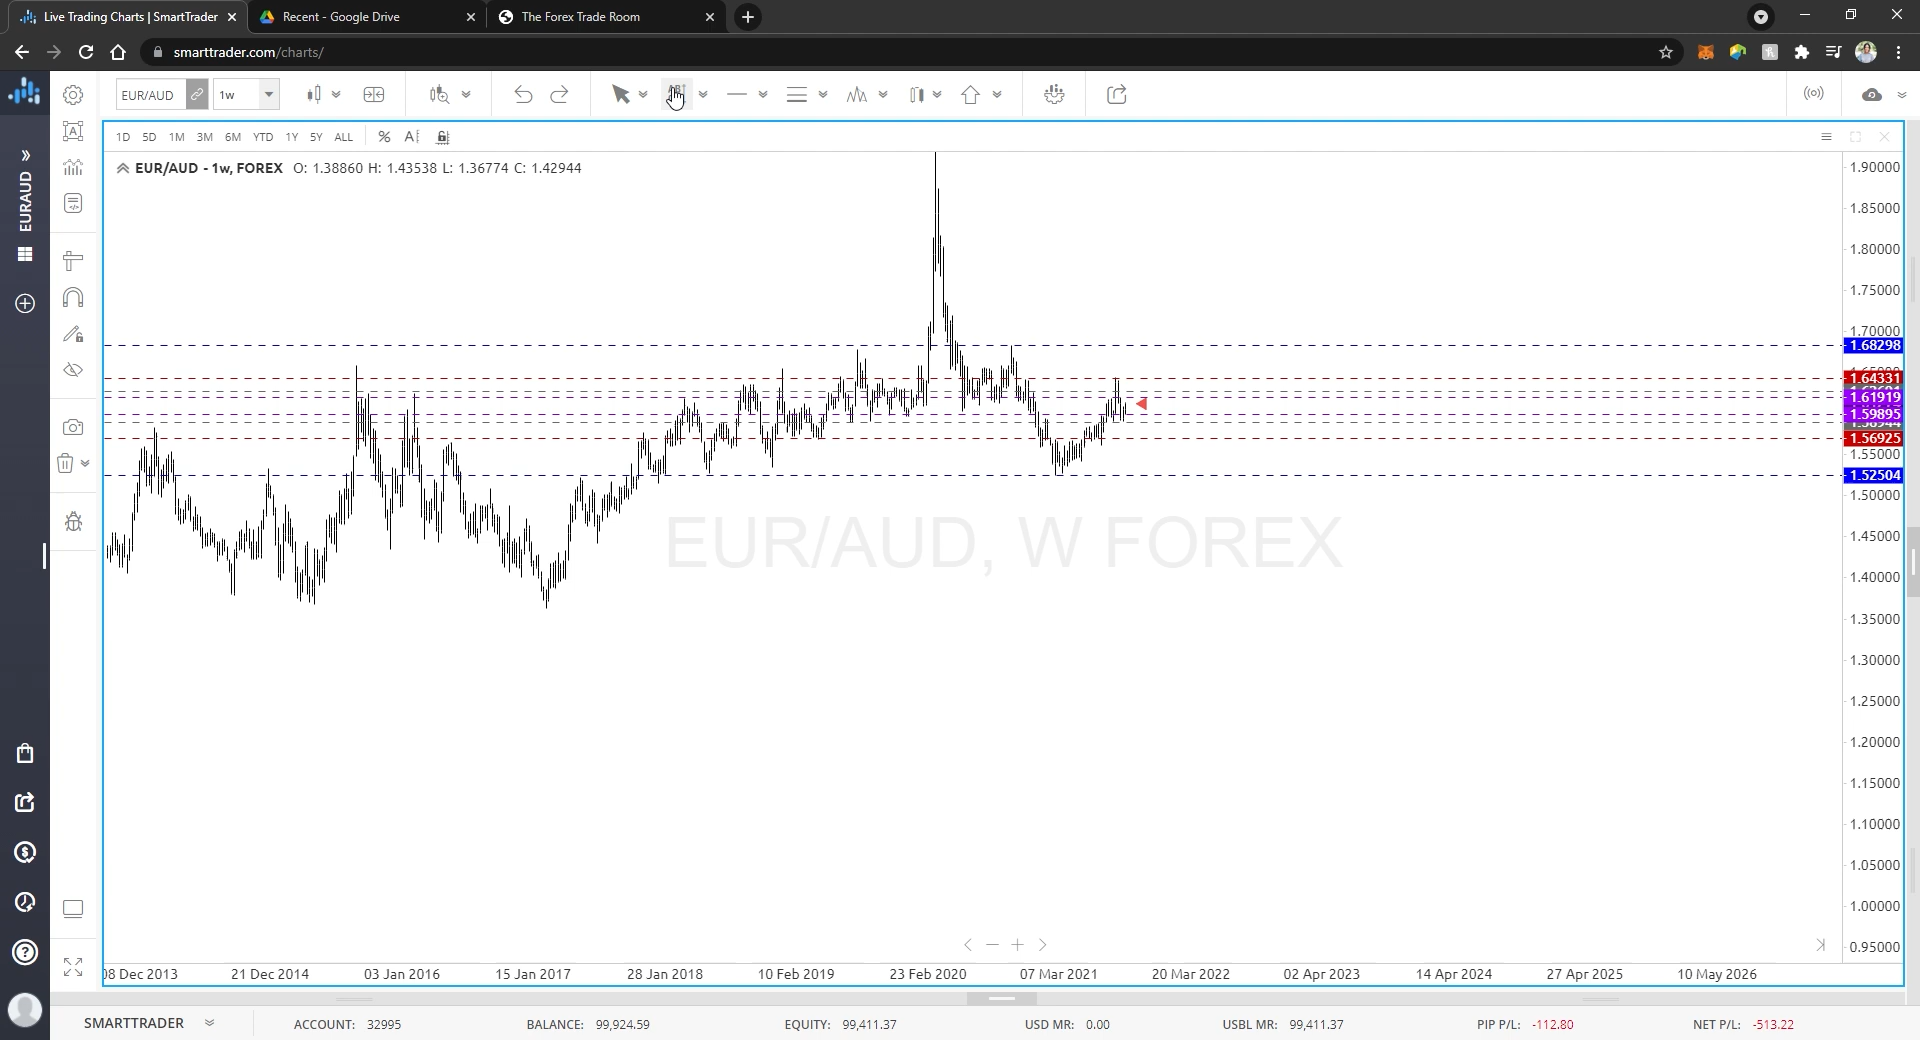 Live Trading Charts | SmartTrader
Recent - Google Drive
The Forex Trade Room
smarttrader.com/charts/
EUR/AUD
1w
EURAUD
1D 5D 1M 3M 6M YTD 1Y 5Y ALL
%
EUR/AUD - 1w, FOREX O: 1.38860 H: 1.43538 L: 1.36774 C: 1.42944
1.90000
1.85000
1.80000
1.75000
1.70000
1.68298
1.64331
1.61919
1.59895
1.56925
1.55000
1.52504
1.50000
1.45000
1.40000
1.35000
1.30000
1.25000
1.20000
1.15000
1.10000
1.05000
1.00000
0.95000
EUR/AUD, W FOREX
08 Dec 2013 21 Dec 2014 03 Jan 2016 15 Jan 2017 28 Jan 2018 10 Feb 2019 23 Feb 2020 07 Mar 2021 20 Mar 2022 02 Apr 2023 14 Apr 2024 27 Apr 2025 10 May 2026
SMARTTRADER ACCOUNT: 32995 BALANCE: 99,924.59 EQUITY: 99,411.37 USD MR: 0.00 USBL MR: 99,411.37 PIP P/L: -112.80 NET P/L: -513.22